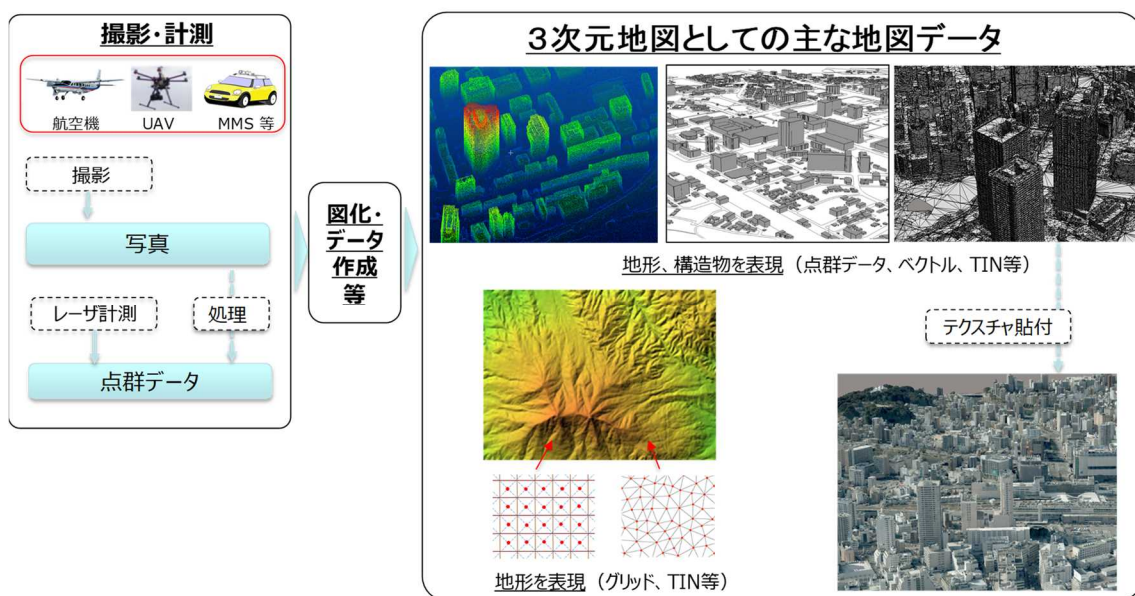 撮影・計測
航空機
UAV
MMS 等
撮影
写真
レーザ計測
処理
点群データ
図化・
データ
作成
等
３次元地図としての主な地図データ
地形、構造物を表現（点群データ、ベクトル、TIN等）
テクスチャ貼付
地形を表現（グリッド、TIN等）